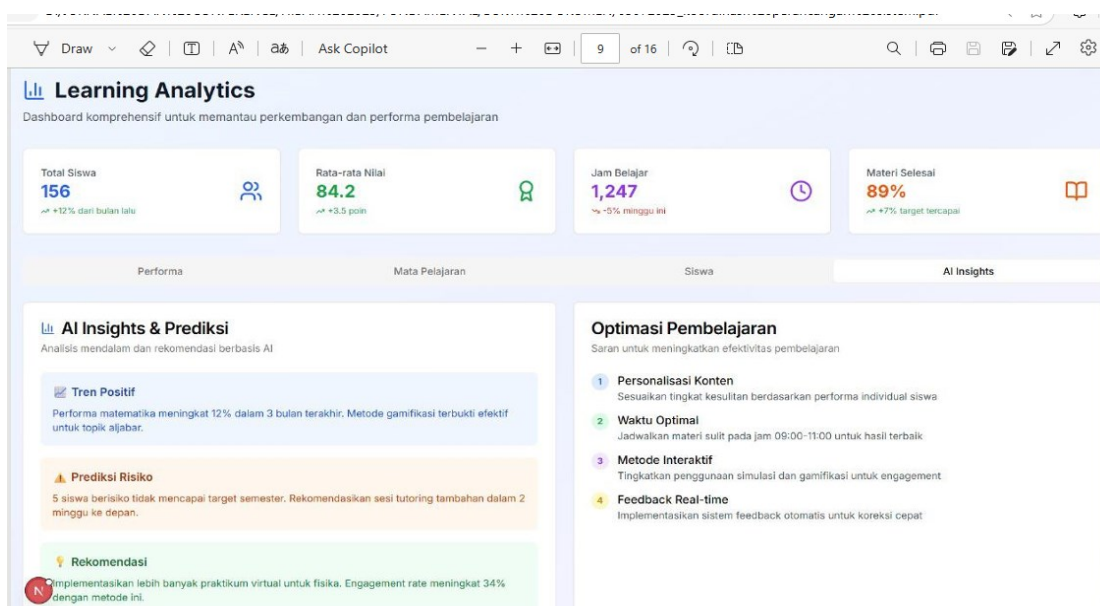 Draw
A
aあ
Ask Copilot
9
of 16
Learning Analytics
Dashboard komprehensif untuk memantau perkembangan dan performa pembelajaran
Total Siswa
156
+12% dari bulan lalu
Rata-rata Nilai
84.2
+3.5 poin
Jam Belajar
1,247
-5% minggu ini
Materi Selesai
89%
+7% target tercapai
Performa
Mata Pelajaran
Siswa
AI Insights
AI Insights & Prediksi
Analisis mendalam dan rekomendasi berbasis AI
Tren Positif
Performa matematika meningkat 12% dalam 3 bulan terakhir. Metode gamifikasi terbukti efektif
untuk topik aljabar.
Prediksi Risiko
5 siswa berisiko tidak mencapai target semester. Rekomendasikan sesi tutoring tambahan dalam 2
minggu ke depan.
Rekomendasi
Implementasikan lebih banyak praktikum virtual untuk fisika. Engagement rate meningkat 34%
dengan metode ini.
N
Optimasi Pembelajaran
Saran untuk meningkatkan efektivitas pembelajaran
1 Personalisasi Konten
Sesuaikan tingkat kesulitan berdasarkan performa individual siswa
2 Waktu Optimal
Jadwalkan materi sulit pada jam 09:00-11:00 untuk hasil terbaik
3 Metode Interaktif
Tingkatkan penggunaan simulasi dan gamifikasi untuk engagement
4 Feedback Real-time
Implementasikan sistem feedback otomatis untuk koreksi cepat